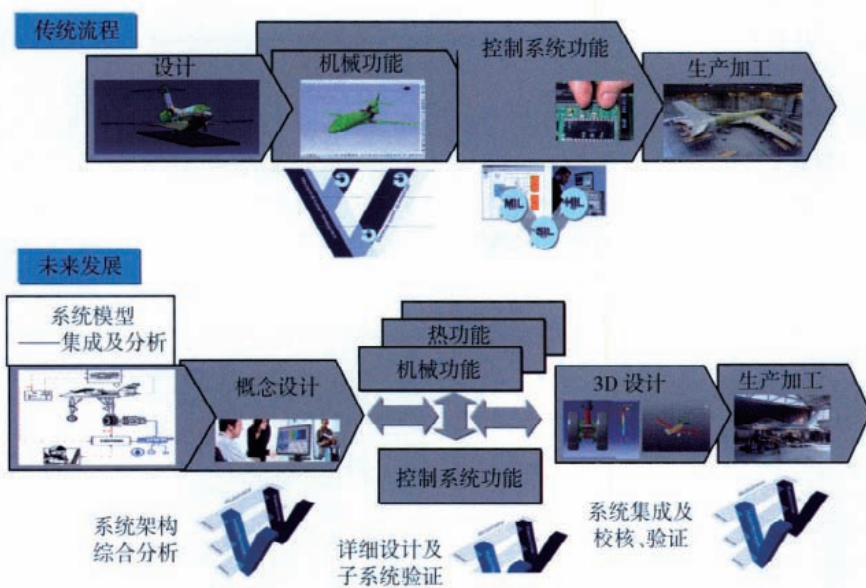 传统流程
设计
机械功能
控制系统功能
生产加工
MIL
SIL
HIL
未来发展
系统模型
——集成及分析
概念设计
热功能
机械功能
控制系统功能
3D 设计
生产加工
系统架构
综合分析
详细设计及
子系统验证
系统集成及
校核、验证